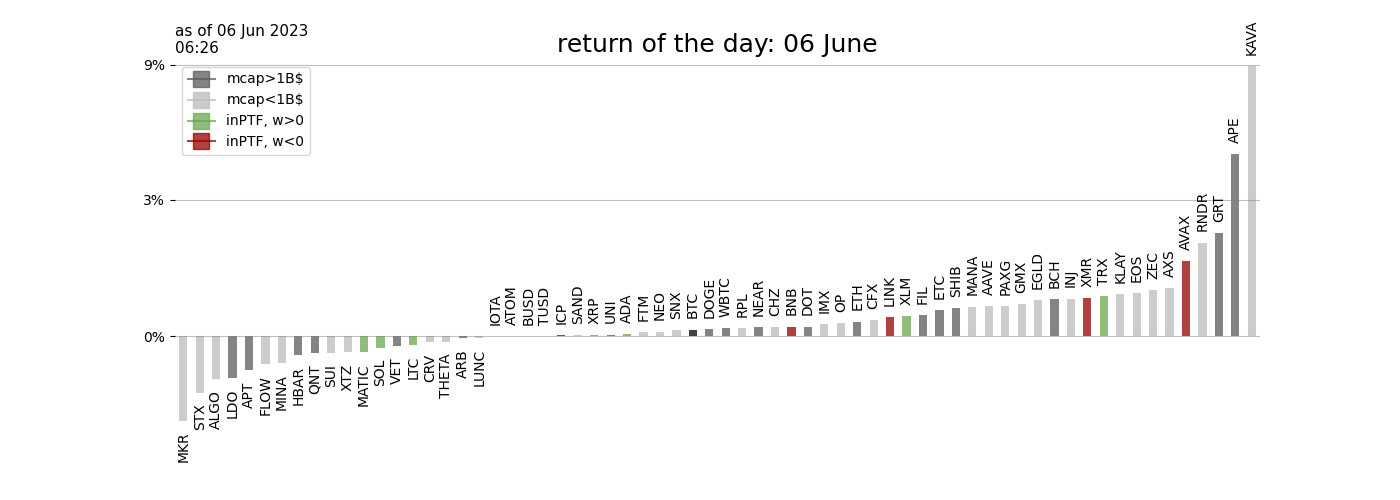 as of 06 Jun 2023
06:26
return of the day: 06 June
9%
3%
0%
mcap>1B$
mcap<1B$
inPTF, w>0
inPTF, w<0
MKR
STX
ALGO
LDO
APT
FLOW
MINA
HBAR
QNT
SUI
XTZ
MATIC
SOL
VET
LTC
CRV
THETA
ARB
LUNC
IOTA
ATOM
BUSD
TUSD
ICP
SAND
XRP
UNI
ADA
FTM
NEO
SNX
BTC
DOGE
WBTC
RPL
NEAR
CHZ
BNB
DOT
IMX
OP
ETH
CFX
LINK
XLM
FIL
ETC
SHIB
MANA
AAVE
PAXG
GMX
EGLD
BCH
INJ
XMR
TRX
KLAY
EOS
ZEC
AXS
AVAX
RNDR
GRT
APE
KAVA